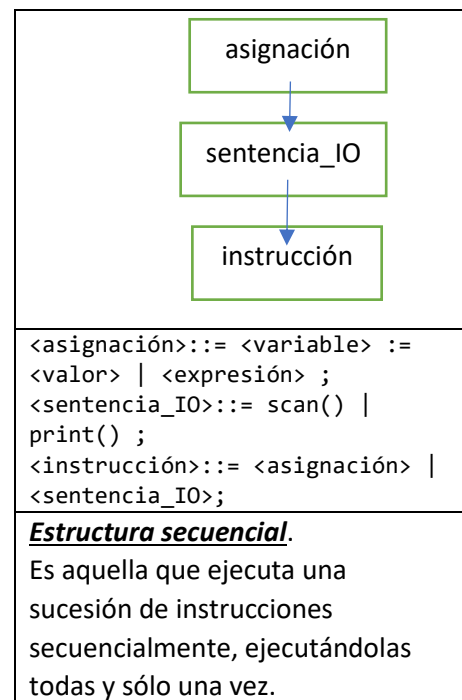 asignación
sentencia_IO
instrucción
<asignación>::= <variable> :=
<valor> | <expresión> ;
<sentencia_IO>::= scan() |
print() ;
<instrucción>::= <asignación> |
<sentencia_IO>;
Estructura secuencial.
Es aquella que ejecuta una
sucesión de instrucciones
secuencialmente, ejecutándolas
todas y sólo una vez.